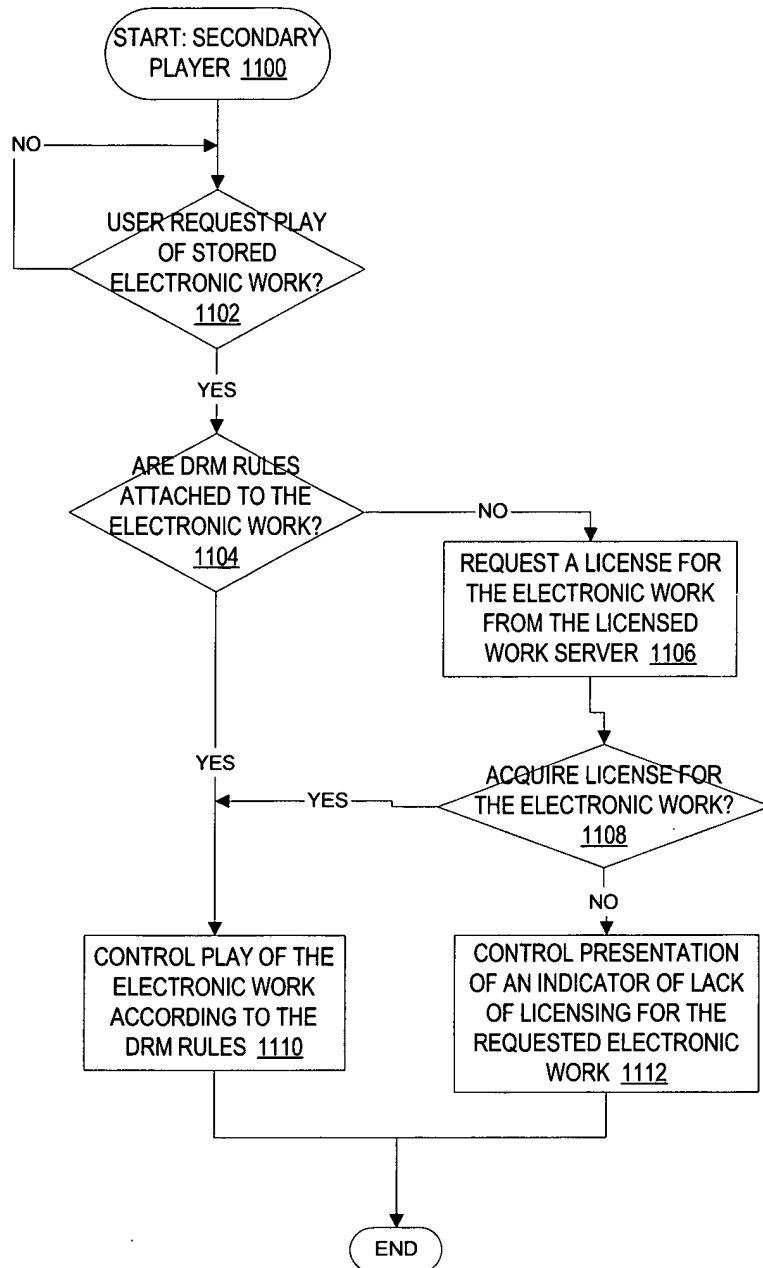 START: SECONDARY
PLAYER 1100
NO
USER REQUEST PLAY
OF STORED
ELECTRONIC WORK?
1102
YES
ARE DRM RULES
ATTACHED TO THE
ELECTRONIC WORK?
1104
NO
REQUEST A LICENSE FOR
THE ELECTRONIC WORK
FROM THE LICENSED
WORK SERVER 1106
YES
ACQUIRE LICENSE FOR
THE ELECTRONIC WORK?
1108
YES
NO
CONTROL PLAY OF THE
ELECTRONIC WORK
ACCORDING TO THE
DRM RULES 1110
CONTROL PRESENTATION
OF AN INDICATOR OF LACK
OF LICENSING FOR THE
REQUESTED ELECTRONIC
WORK 1112
END